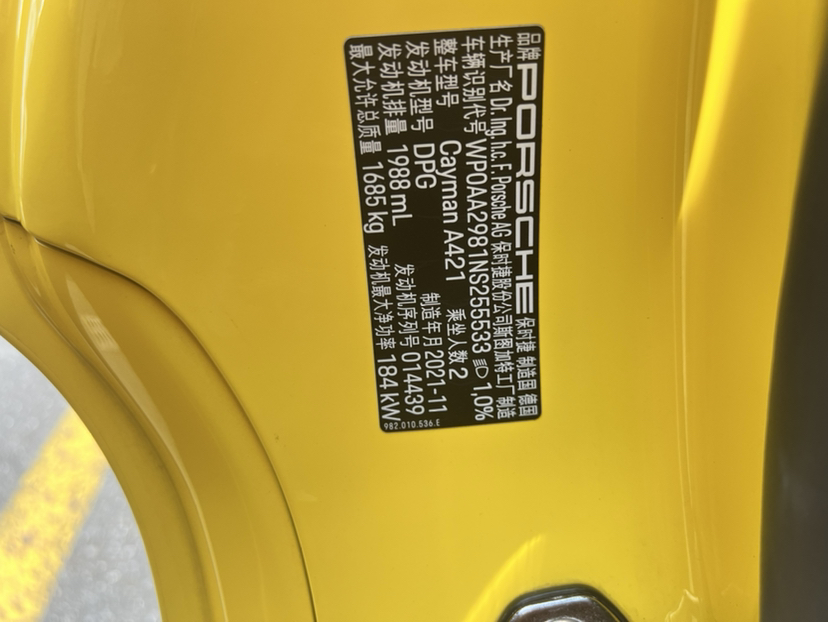 品牌 PORSCHE 保时捷 制造国 德国
生产厂名 Dr. Ing. h.c. F. Porsche AG 保时捷股份公司斯图加特工厂制造
车辆识别代号 WP0AA2981NS255533 1,0%
整车型号 Cayman A421 乘坐人数 2
发动机型号 DPG 制造年月 2021-11
发动机排量 1988 mL 发动机序列号 014439
最大允许总质量 1685 kg 发动机最大净功率 184 kW
982.010.536.E